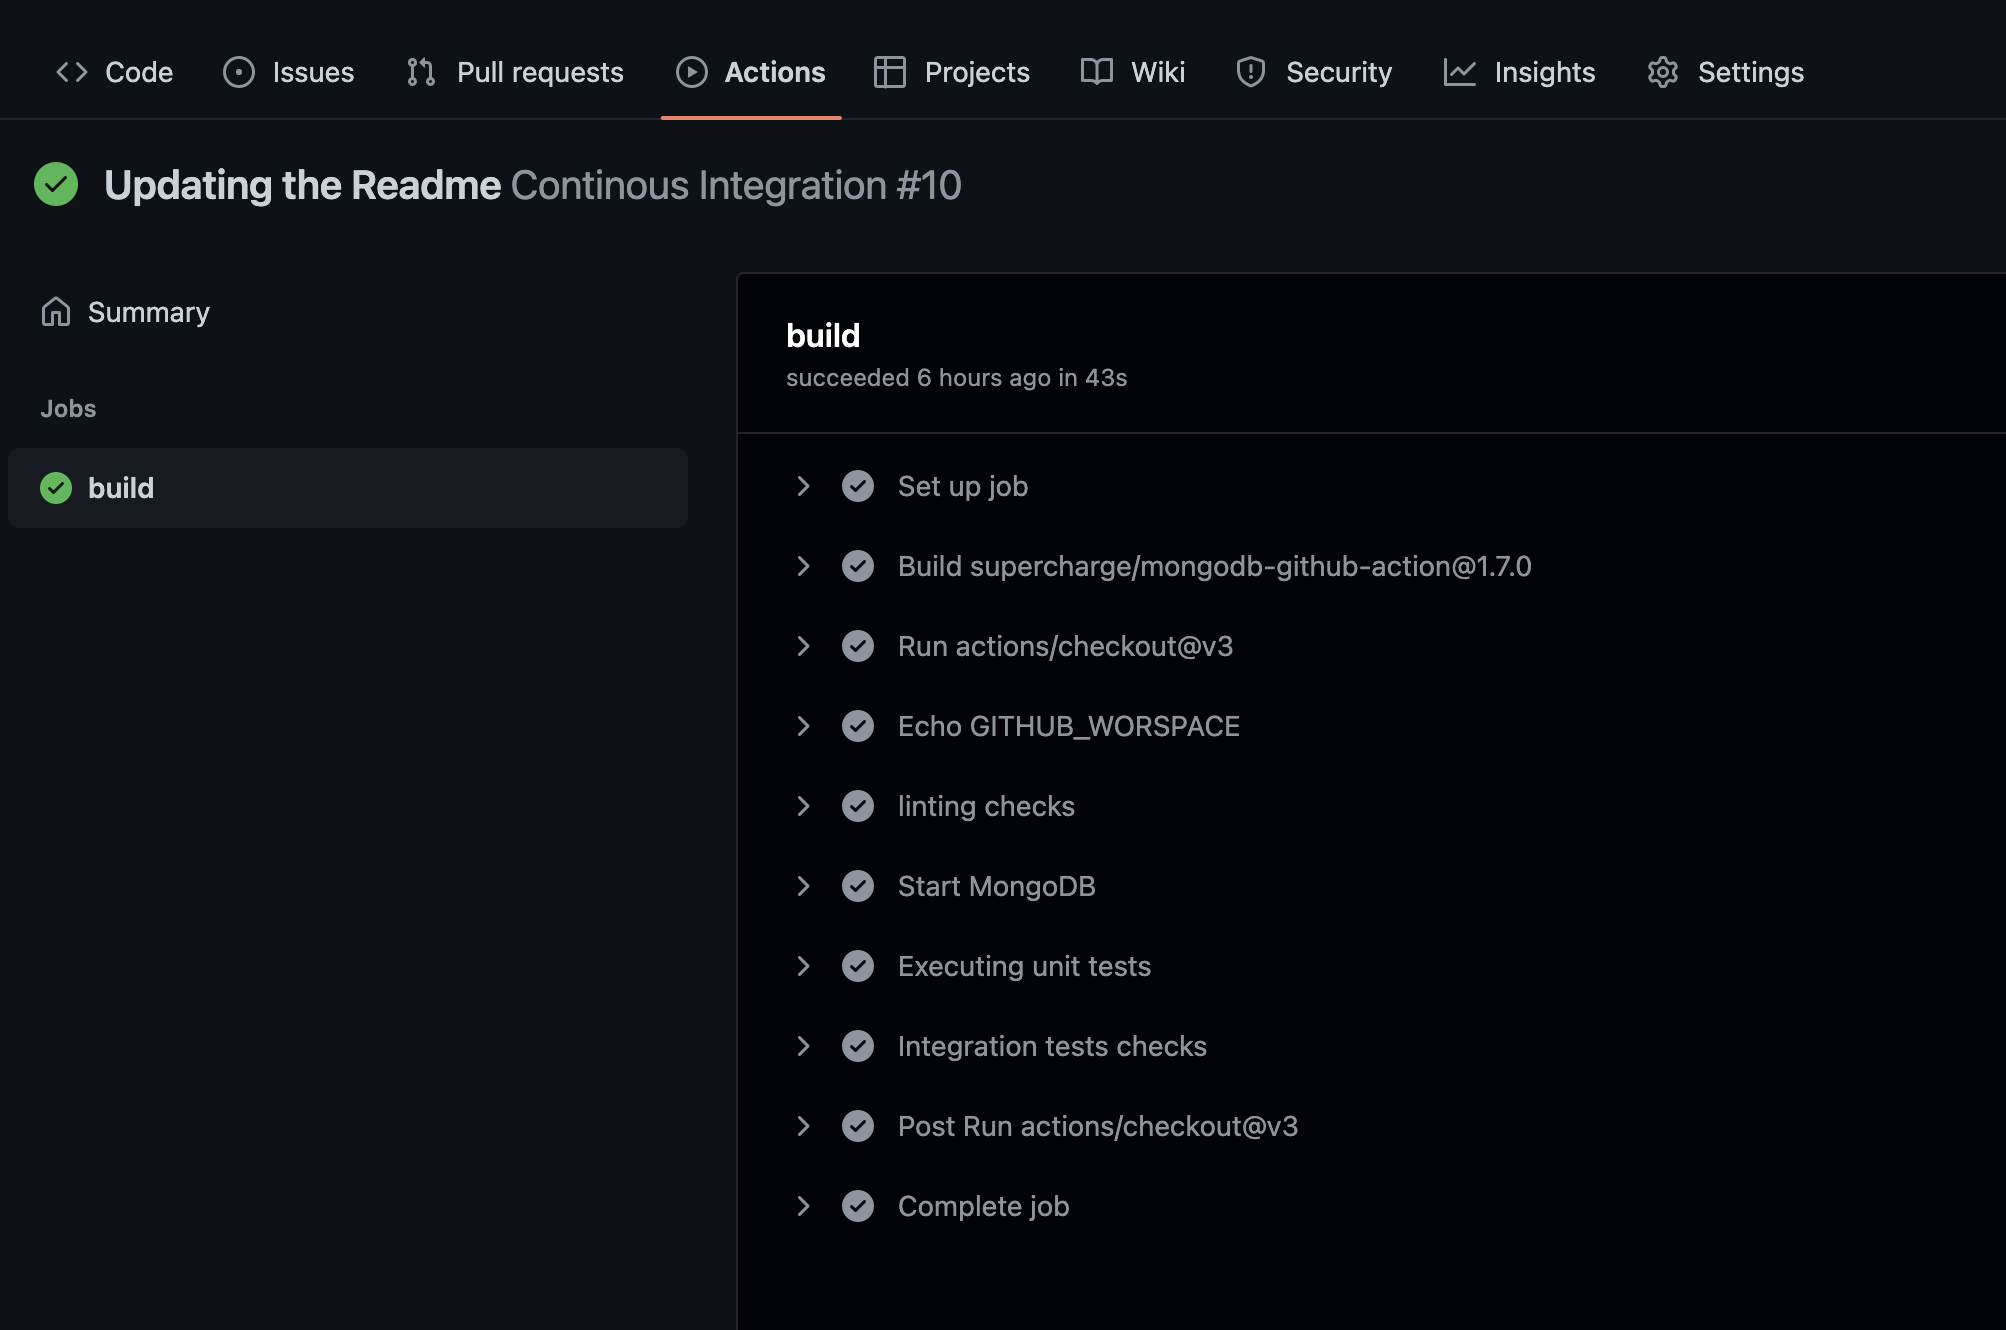 Code Issues Pull requests Actions Projects Wiki Security Insights Settings
Updating the Readme Continous Integration #10
Summary
Jobs
build
build
succeeded 6 hours ago in 43s
Set up job
Build supercharge/mongodb-github-action@1.7.0
Run actions/checkout@v3
Echo GITHUB_WORSPACE
linting checks
Start MongoDB
Executing unit tests
Integration tests checks
Post Run actions/checkout@v3
Complete job